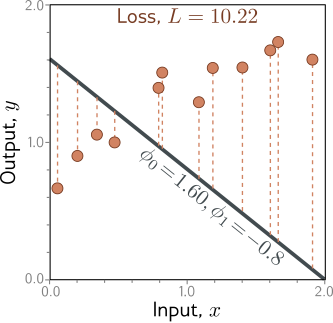 Loss, L = 10.22
2.0
1.0
0.0
Output, y
ϕ₀=1.60, ϕ₁=−0.8
0.0 1.0 2.0
Input, x